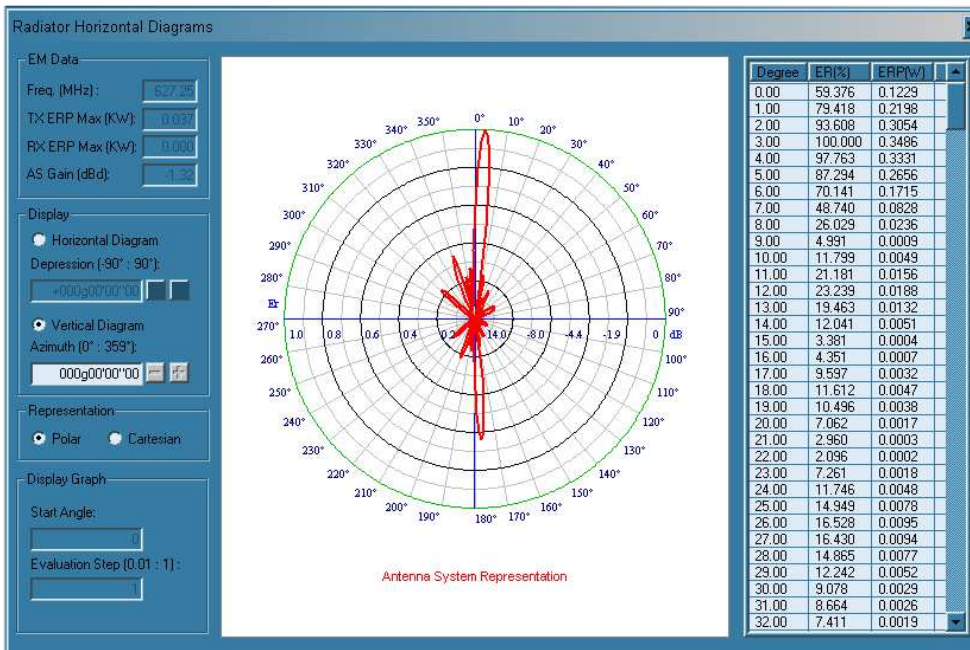 Radiator Horizontal Diagrams
EM Data
Freq. (MHz) : 627.25
TX ERP Max (KW): 0.037
RX ERP Max (KW): 0.000
AS Gain (dBd): -1.32
Display
Horizontal Diagram
Depression (-90° : 90°):
+000g00'00''00
Vertical Diagram
Azimuth (0° : 359°):
000g00'00''00
Representation
Polar Cartesian
Display Graph
Start Angle:
0
Evaluation Step (0.01 : 1) :
1
340° 350° 0° 10° 20°
330° 30°
320° 40°
310° 50°
300° 60°
290° 70°
280° 80°
Er
270° 90°
1.0 0.8 0.6 0.4 0.2 -14.0 -8.0 -4.4 -1.9 0 dB
260° 100°
250° 110°
240° 120°
230° 130°
220° 140°
210° 150°
200° 190° 180° 170° 160°
Antenna System Representation
Degree ER(%) ERP(W)
0.00 59.376 0.1229
1.00 79.418 0.2198
2.00 93.608 0.3054
3.00 100.000 0.3486
4.00 97.763 0.3331
5.00 87.294 0.2656
6.00 70.141 0.1715
7.00 48.740 0.0828
8.00 26.029 0.0236
9.00 4.991 0.0009
10.00 11.799 0.0049
11.00 21.181 0.0156
12.00 23.239 0.0188
13.00 19.463 0.0132
14.00 12.041 0.0051
15.00 3.381 0.0004
16.00 4.351 0.0007
17.00 9.597 0.0032
18.00 11.612 0.0047
19.00 10.496 0.0038
20.00 7.062 0.0017
21.00 2.960 0.0003
22.00 2.096 0.0002
23.00 7.261 0.0018
24.00 11.746 0.0048
25.00 14.949 0.0078
26.00 16.528 0.0095
27.00 16.430 0.0094
28.00 14.865 0.0077
29.00 12.242 0.0052
30.00 9.078 0.0029
31.00 8.664 0.0026
32.00 7.411 0.0019